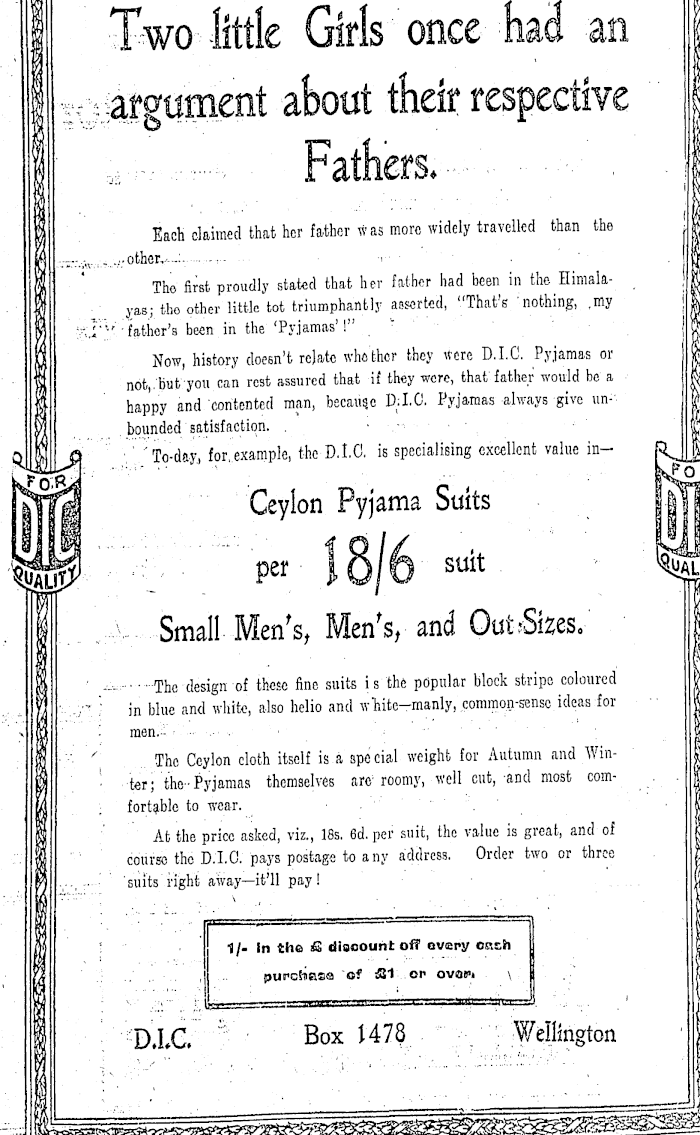 Two little Girls once had an
argument about their respective
Fathers.
Each claimed that her father was more widely travelled than the
other.
The first proudly stated that her father had been in the Himala-
yas; the other little tot triumphantly asserted, "That's nothing, my
father's been in the 'Pyjamas'!"
Now, history doesn't relate whether they were D.I.C. Pyjamas or
not, but you can rest assured that if they were, that father would be a
happy and contented man, because D.I.C. Pyjamas always give un-
bounded satisfaction.
To-day, for example, the D.I.C. is specialising excellent value in—
FOR
DIC
QUALITY
FO
DI
QUAL
Ceylon Pyjama Suits
per 18/6 suit
Small Men's, Men's, and Out-Sizes.
The design of these fine suits is the popular block stripe coloured
in blue and white, also helio and white—manly, common-sense ideas for
men.
The Ceylon cloth itself is a special weight for Autumn and Win-
ter; the Pyjamas themselves are roomy, well cut, and most com-
fortable to wear.
At the price asked, viz., 18s. 6d. per suit, the value is great, and of
course the D.I.C. pays postage to any address. Order two or three
suits right away—it'll pay!
1/- in the £ discount off every cash
purchase of £1 or over.
D.I.C. Box 1478 Wellington